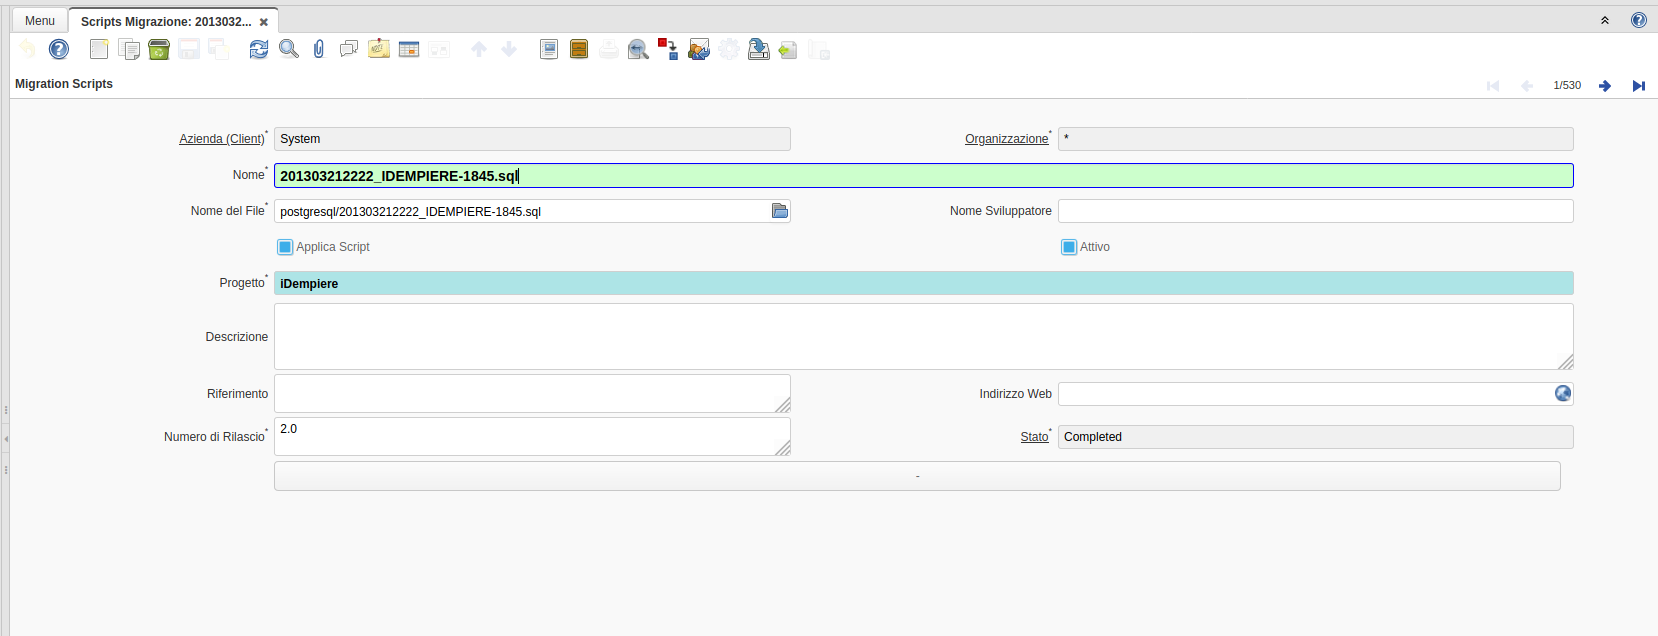 Menu
Scripts Migrazione: 2013032...
Migration Scripts
1/530
Azienda (Client)* System
Organizzazione* *
Nome* 201303212222_IDEMPIERE-1845.sql
Nome del File* postgresql/201303212222_IDEMPIERE-1845.sql
Nome Sviluppatore
Applica Script
Attivo
Progetto* iDempiere
Descrizione
Riferimento
Indirizzo Web
Numero di Rilascio* 2.0
Stato* Completed
-